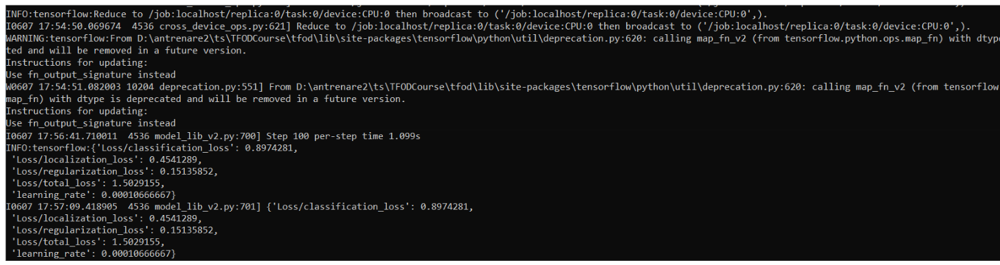 INFO:tensorflow:Reduce to /job:localhost/replica:0/task:0/device:CPU:0 then broadcast to ('/job:localhost/replica:0/task:0/device:CPU:0',).
I0607 17:54:50.069674  4536 cross_device_ops.py:621] Reduce to /job:localhost/replica:0/task:0/device:CPU:0 then broadcast to ('/job:localhost/replica:0/task:0/device:CPU:0',).
WARNING:tensorflow:From D:\antrenare2\ts\TFODCourse\tfod\lib\site-packages\tensorflow\python\util\deprecation.py:620: calling map_fn_v2 (from tensorflow.python.ops.map_fn) with dtype
ted and will be removed in a future version.
Instructions for updating:
Use fn_output_signature instead
W0607 17:54:51.082003 10204 deprecation.py:551] From D:\antrenare2\ts\TFODCourse\tfod\lib\site-packages\tensorflow\python\util\deprecation.py:620: calling map_fn_v2 (from tensorflow
map_fn) with dtype is deprecated and will be removed in a future version.
Instructions for updating:
Use fn_output_signature instead
I0607 17:56:41.710011  4536 model_lib_v2.py:700] Step 100 per-step time 1.099s
INFO:tensorflow:{'Loss/classification_loss': 0.8974281,
 'Loss/localization_loss': 0.4541289,
 'Loss/regularization_loss': 0.15135852,
 'Loss/total_loss': 1.5029155,
 'learning_rate': 0.00010666667}
I0607 17:57:09.418905  4536 model_lib_v2.py:701] {'Loss/classification_loss': 0.8974281,
 'Loss/localization_loss': 0.4541289,
 'Loss/regularization_loss': 0.15135852,
 'Loss/total_loss': 1.5029155,
 'learning_rate': 0.00010666667}